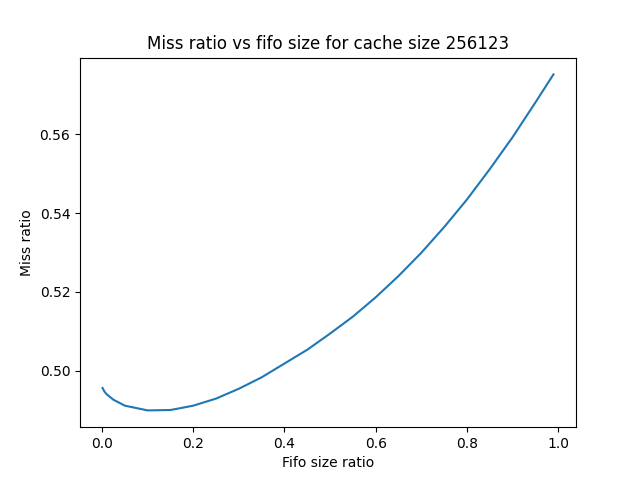 Miss ratio vs fifo size for cache size 256123
0.56
0.54
0.52
0.50
Miss ratio
0.0 0.2 0.4 0.6 0.8 1.0
Fifo size ratio